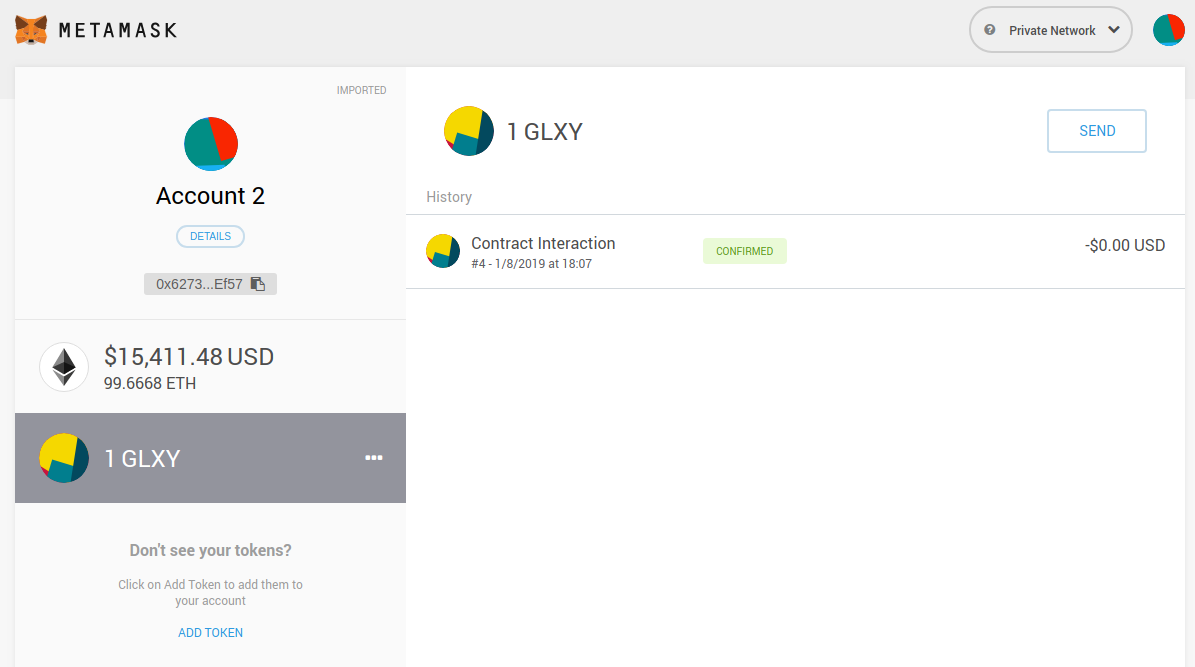 METAMASK
Private Network
IMPORTED
Account 2
DETAILS
0x6273...Ef57
$15,411.48 USD
99.6668 ETH
1 GLXY
Don't see your tokens?
Click on Add Token to add them to
your account
ADD TOKEN
1 GLXY
SEND
History
Contract Interaction
#4 - 1/8/2019 at 18:07
CONFIRMED
-$0.00 USD